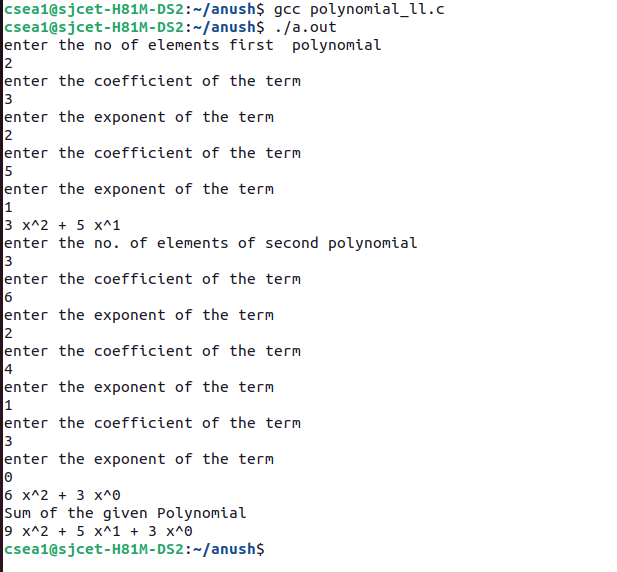 csea1@sjcet-H81M-DS2:~/anush$ gcc polynomial_ll.c
csea1@sjcet-H81M-DS2:~/anush$ ./a.out
enter the no of elements first  polynomial
2
enter the coefficient of the term
3
enter the exponent of the term
2
enter the coefficient of the term
5
enter the exponent of the term
1
3 x^2 + 5 x^1
enter the no. of elements of second polynomial
3
enter the coefficient of the term
6
enter the exponent of the term
2
enter the coefficient of the term
4
enter the exponent of the term
1
enter the coefficient of the term
3
enter the exponent of the term
0
6 x^2 + 3 x^0
Sum of the given Polynomial
9 x^2 + 5 x^1 + 3 x^0
csea1@sjcet-H81M-DS2:~/anush$